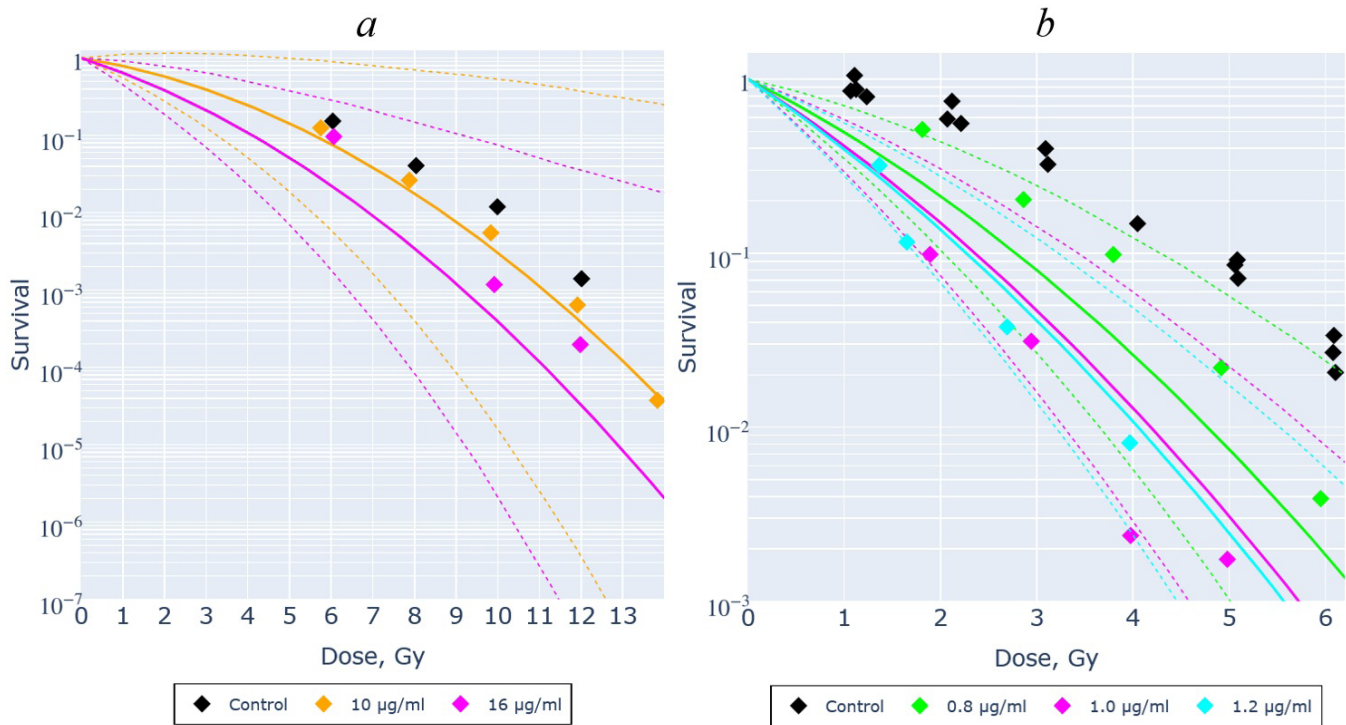 a
1
10⁻¹
10⁻²
10⁻³
10⁻⁴
10⁻⁵
10⁻⁶
10⁻⁷
Survival
0 1 2 3 4 5 6 7 8 9 10 11 12 13
Dose, Gy
Control 10 µg/ml 16 µg/ml
b
1
10⁻¹
10⁻²
10⁻³
Survival
0 1 2 3 4 5 6
Dose, Gy
Control 0.8 µg/ml 1.0 µg/ml 1.2 µg/ml